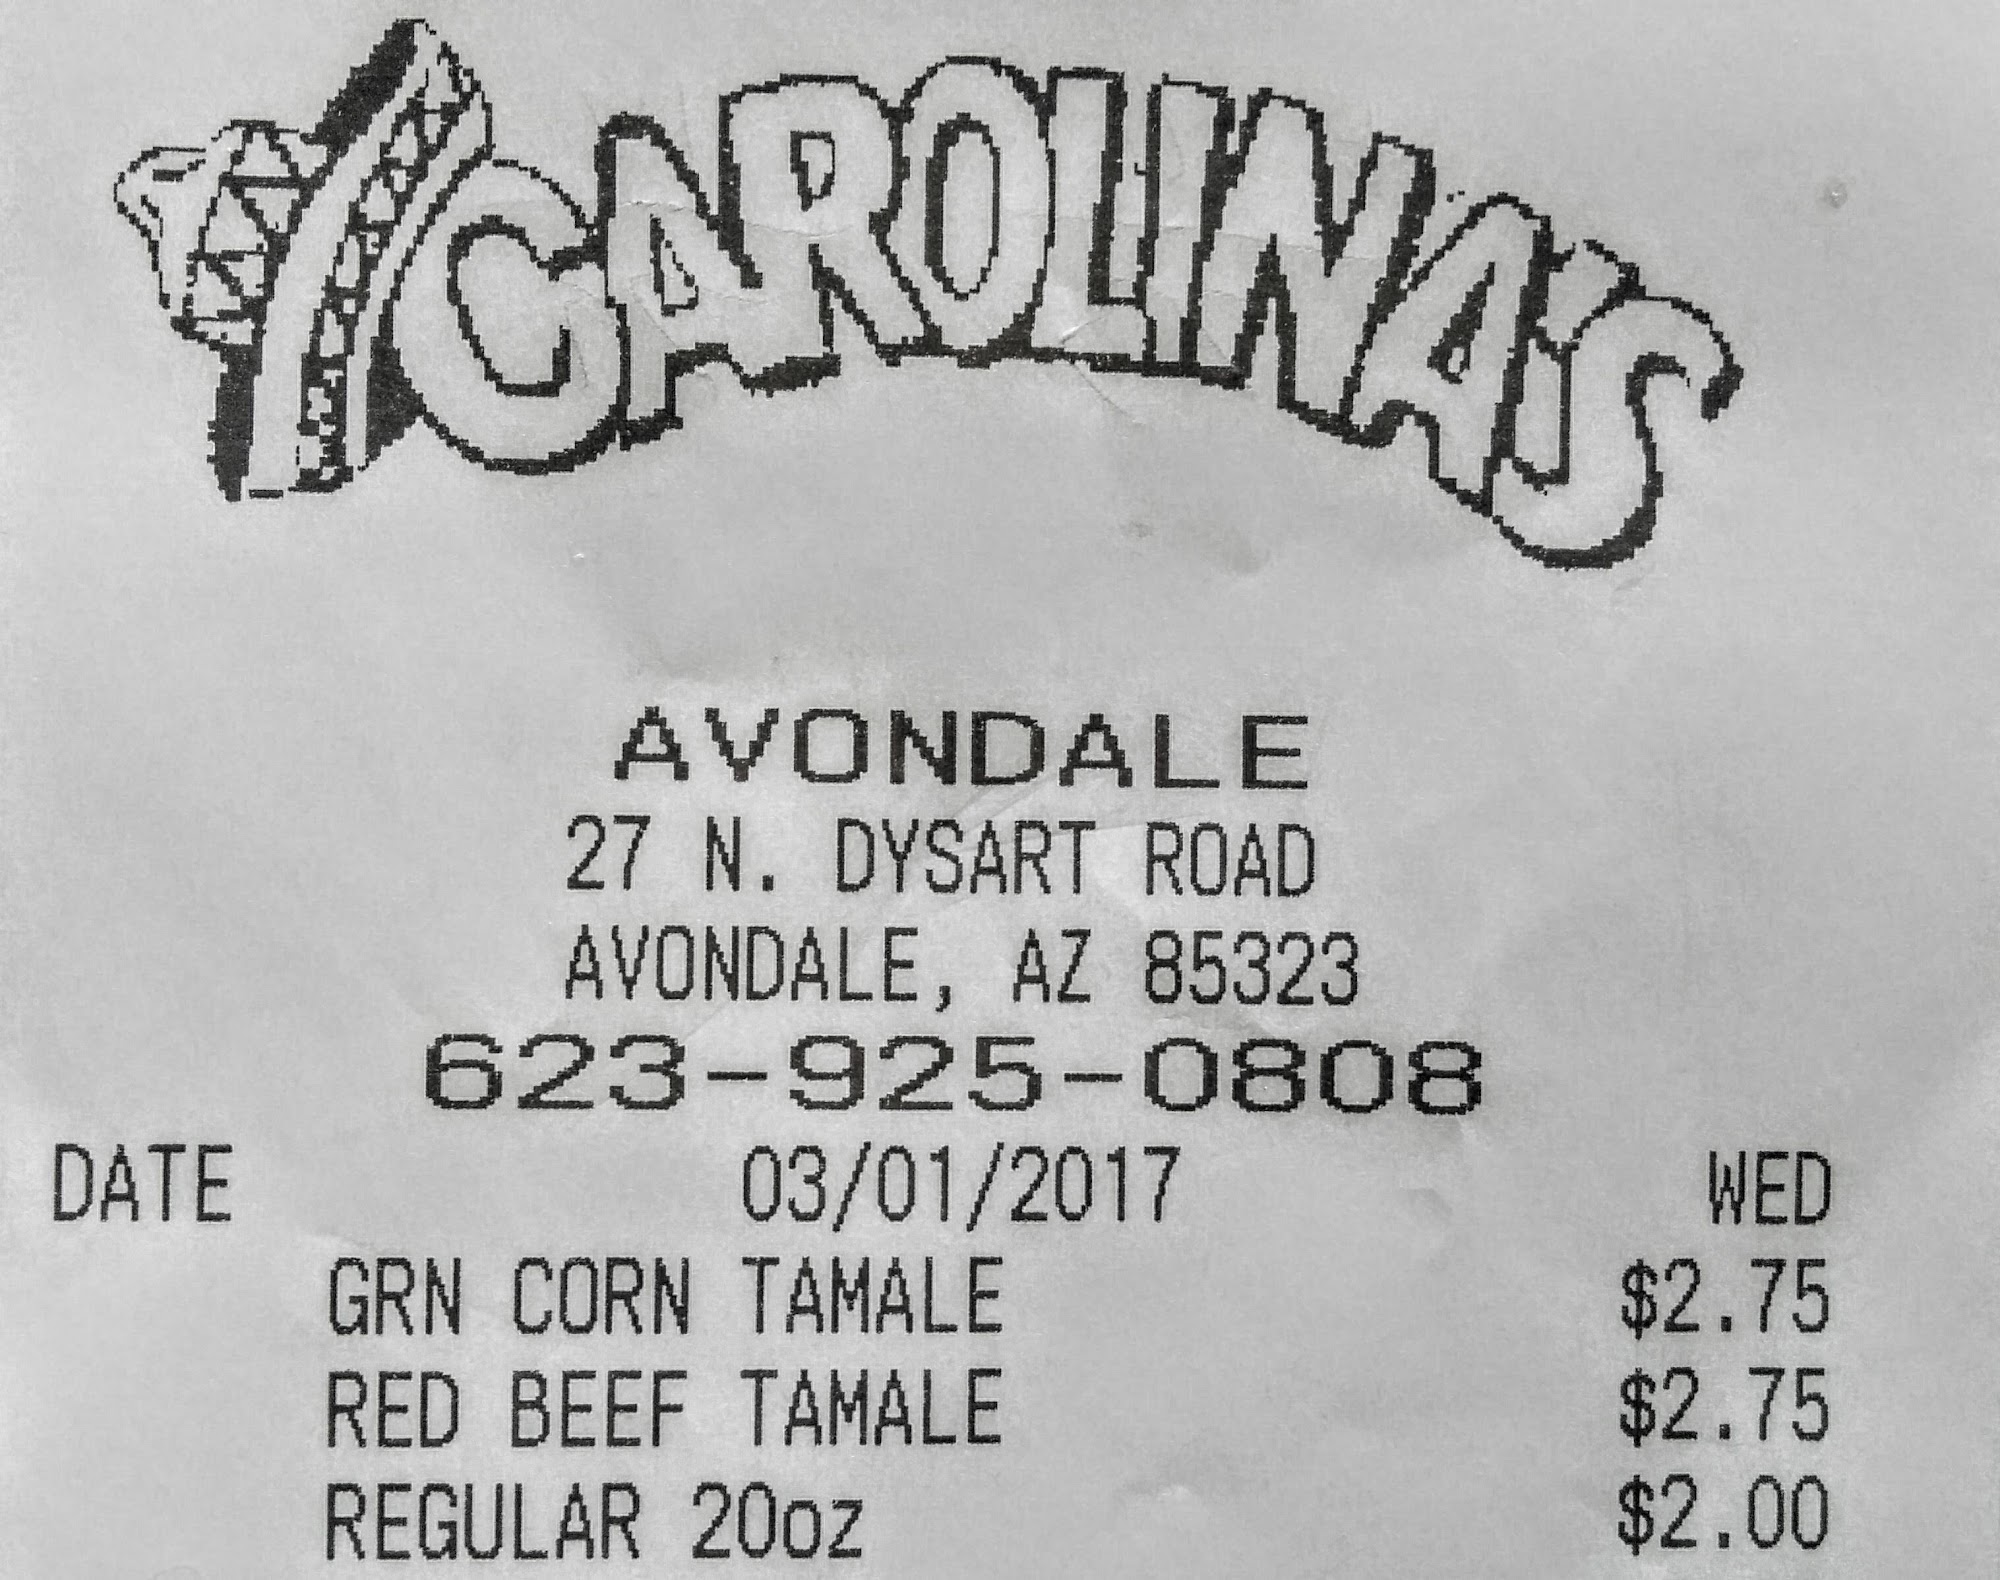 CAROLINA'S
AVONDALE
27 N. DYSART ROAD
AVONDALE, AZ 85323
623-925-0808
DATE 03/01/2017 WED
GRN CORN TAMALE $2.75
RED BEEF TAMALE $2.75
REGULAR 20oz $2.00